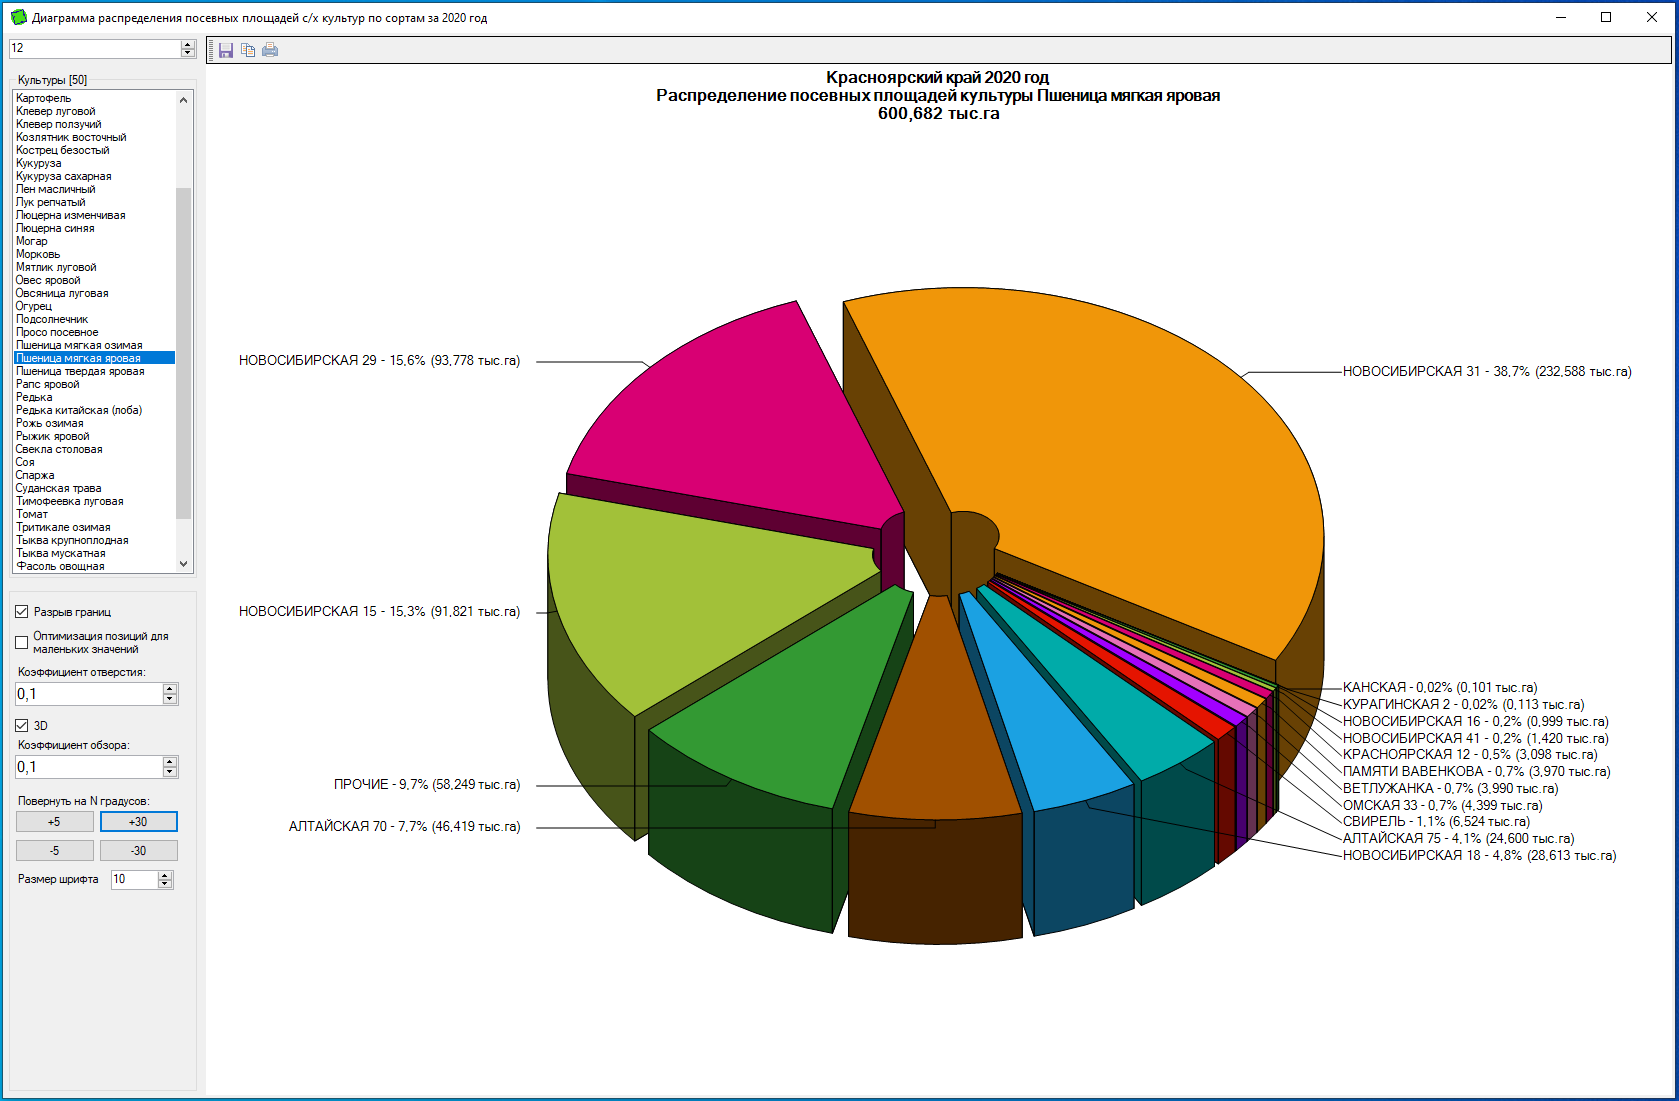 Диаграмма распределения посевных площадей с/х культур по сортам за 2020 год
12
Культуры [50]
Картофель
Клевер луговой
Клевер ползучий
Козлятник восточный
Кострец безостый
Кукуруза
Кукуруза сахарная
Лен масличный
Лук репчатый
Люцерна изменчивая
Люцерна синяя
Могар
Морковь
Мятлик луговой
Овес яровой
Овсяница луговая
Огурец
Подсолнечник
Просо посевное
Пшеница мягкая озимая
Пшеница мягкая яровая
Пшеница твердая яровая
Рапс яровой
Редька
Редька китайская (лоба)
Рожь озимая
Рыжик яровой
Свекла столовая
Соя
Спаржа
Суданская трава
Тимофеевка луговая
Томат
Тритикале озимая
Тыква крупноплодная
Тыква мускатная
Фасоль овощная
Разрыв границ
Оптимизация позиций для
маленьких значений
Коэффициент отверстия:
0,1
3D
Коэффициент обзора:
0,1
Повернуть на N градусов:
+5
+30
-5
-30
Размер шрифта
10
Красноярский край 2020 год
Распределение посевных площадей культуры Пшеница мягкая яровая
600,682 тыс.га
НОВОСИБИРСКАЯ 29 - 15,6% (93,778 тыс.га)
НОВОСИБИРСКАЯ 31 - 38,7% (232,588 тыс.га)
НОВОСИБИРСКАЯ 15 - 15,3% (91,821 тыс.га)
ПРОЧИЕ - 9,7% (58,249 тыс.га)
АЛТАЙСКАЯ 70 - 7,7% (46,419 тыс.га)
КАНСКАЯ - 0,02% (0,101 тыс.га)
КУРАГИНСКАЯ 2 - 0,02% (0,113 тыс.га)
НОВОСИБИРСКАЯ 16 - 0,2% (0,999 тыс.га)
НОВОСИБИРСКАЯ 41 - 0,2% (1,420 тыс.га)
КРАСНОЯРСКАЯ 12 - 0,5% (3,098 тыс.га)
ПАМЯТИ ВАВЕНКОВА - 0,7% (3,970 тыс.га)
ВЕТЛУЖАНКА - 0,7% (3,990 тыс.га)
ОМСКАЯ 33 - 0,7% (4,399 тыс.га)
СВИРЕЛЬ - 1,1% (6,524 тыс.га)
АЛТАЙСКАЯ 75 - 4,1% (24,600 тыс.га)
НОВОСИБИРСКАЯ 18 - 4,8% (28,613 тыс.га)